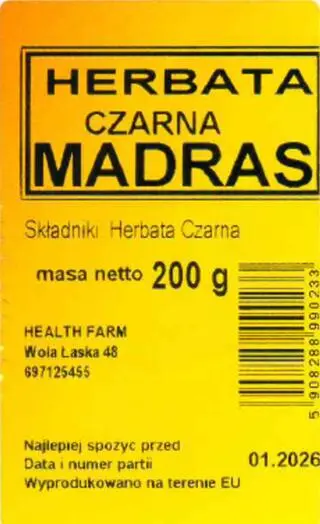 HERBATA
CZARNA
MADRAS
Składniki Herbata Czarna
masa netto 200 g
HEALTH FARM
Wola Łaska 48
697125455
5908288990233
Najlepiej spożyc przed
Data i numer partii 01.2026
Wyprodukowano na terenie EU